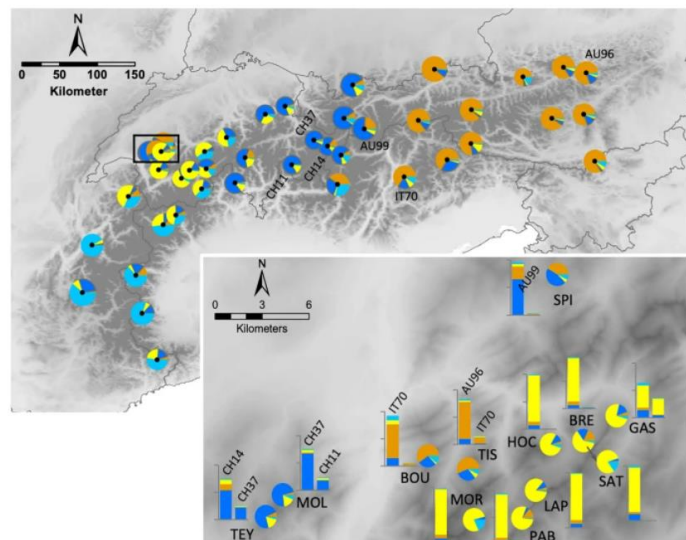 N
0 50 100 150
Kilometer
AU96
CH37
AU99
CH14
CH11
IT70
N
0 3 6
Kilometers
AU99
SPI
IT70
BOU
AU96
IT70
TIS
HOC
BRE
GAS
SAT
CH37
CH11
MOL
CH14
CH37
TEY
MOR
LAP
PAB